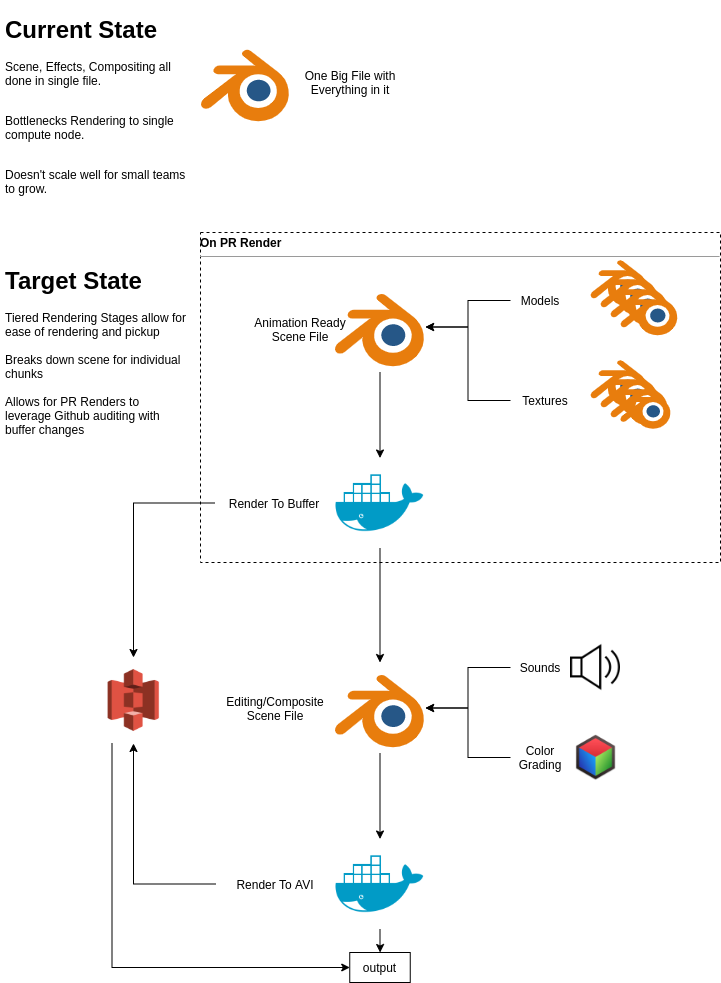 Current State
Scene, Effects, Compositing all
done in single file.
Bottlenecks Rendering to single
compute node.
Doesn't scale well for small teams
to grow.
One Big File with
Everything in it
On PR Render
Target State
Tiered Rendering Stages allow for
ease of rendering and pickup
Breaks down scene for individual
chunks
Allows for PR Renders to
leverage Github auditing with
buffer changes
Animation Ready
Scene File
Models
Textures
Render To Buffer
Editing/Composite
Scene File
Sounds
Color
Grading
Render To AVI
output